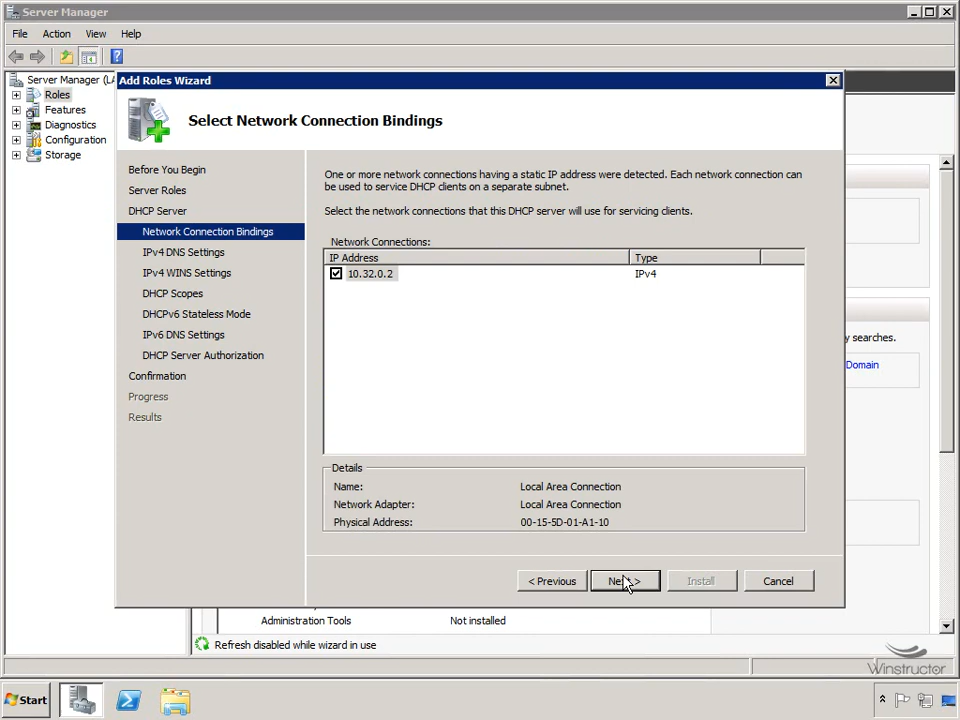 Server Manager
File Action View Help
Server Manager (LA
Roles
Features
Diagnostics
Configuration
Storage
Add Roles Wizard
Select Network Connection Bindings
Before You Begin
Server Roles
DHCP Server
Network Connection Bindings
IPv4 DNS Settings
IPv4 WINS Settings
DHCP Scopes
DHCPv6 Stateless Mode
IPv6 DNS Settings
DHCP Server Authorization
Confirmation
Progress
Results
One or more network connections having a static IP address were detected. Each network connection can
be used to service DHCP clients on a separate subnet.
Select the network connections that this DHCP server will use for servicing clients.
Network Connections:
IP Address Type
10.32.0.2 IPv4
Details
Name: Local Area Connection
Network Adapter: Local Area Connection
Physical Address: 00-15-5D-01-A1-10
< Previous Next > Install Cancel
y searches.
Domain
Administration Tools Not installed
Refresh disabled while wizard in use
Winstructor
Start